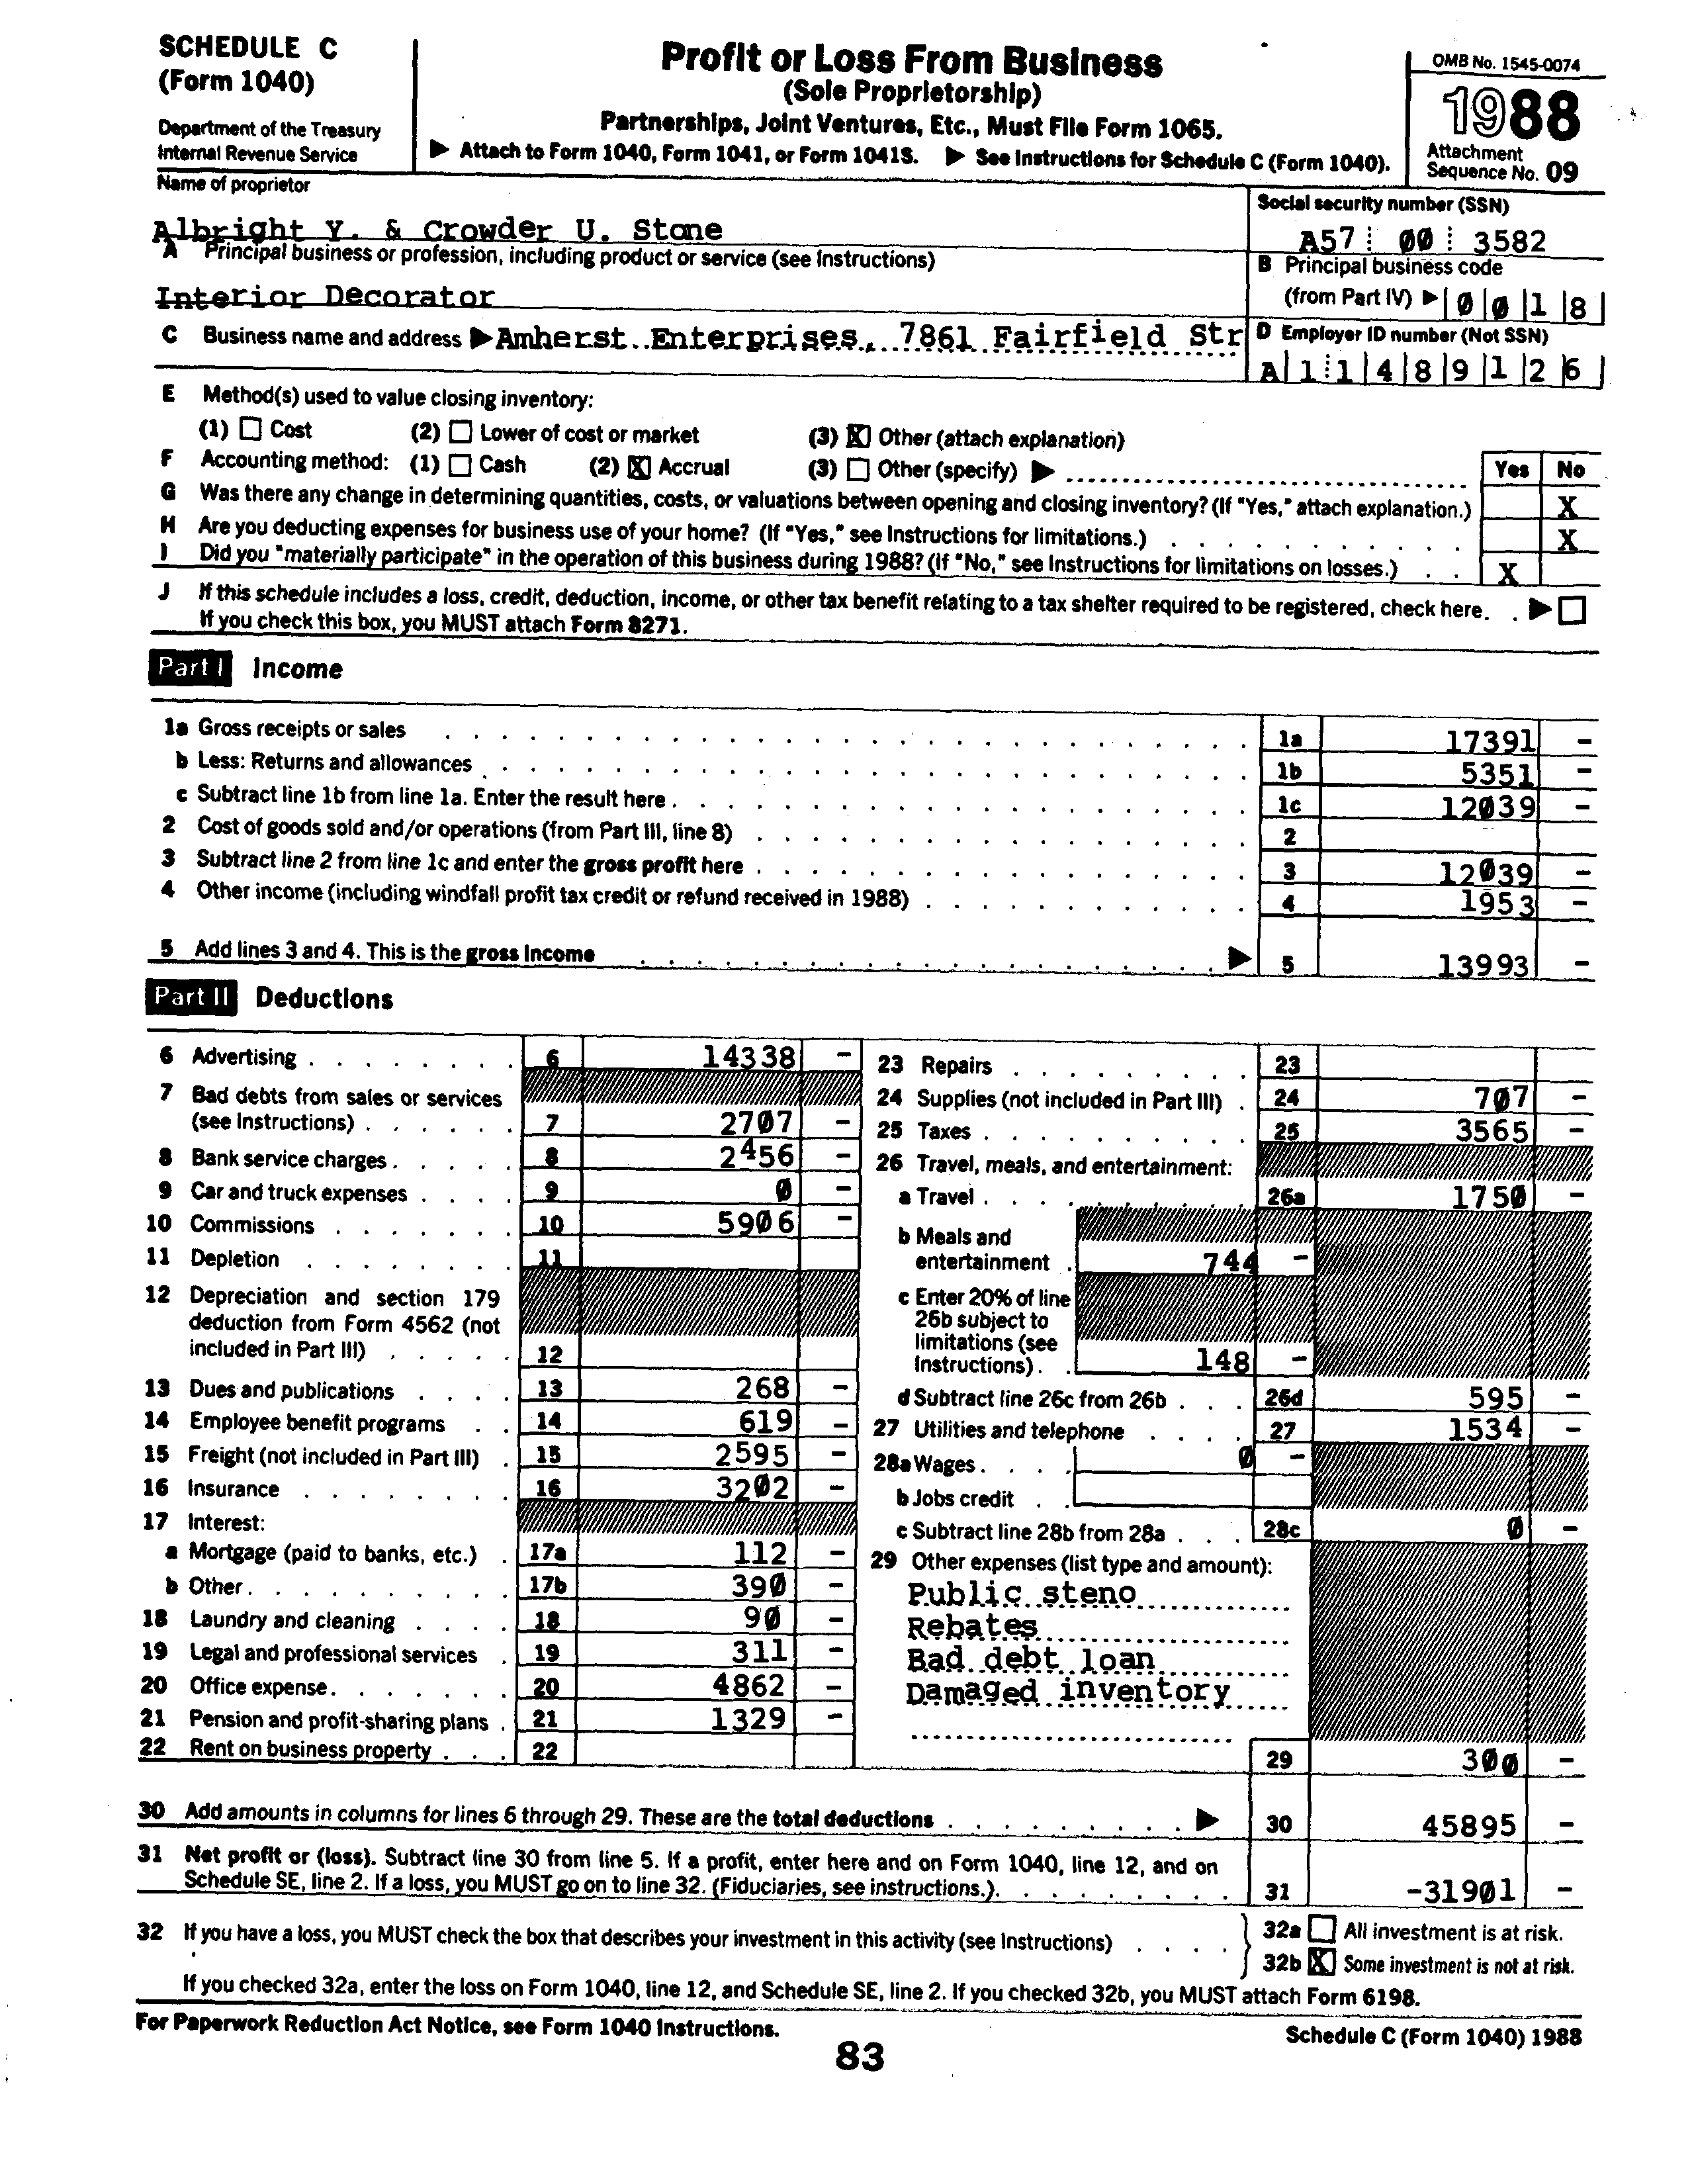 SCHEDULE C
(Form 1040)
Department of the Treasury
Internal Revenue Service
Profit or Loss From Business
(Sole Proprietorship)
Partnerships, Joint Ventures, Etc., Must File Form 1065.
▶ Attach to Form 1040, Form 1041, or Form 1041S. ▶ See Instructions for Schedule C (Form 1040).
OMB No. 1545-0074
1988
Attachment
Sequence No. 09
Name of proprietor
Albright Y. & Crowder U. Stone
Social security number (SSN)
A57 00 3582
A Principal business or profession, including product or service (see Instructions)
Interior Decorator
B Principal business code
(from Part IV) ▶ 0 0 1 8
C Business name and address ▶ Amherst Enterprises, 7861 Fairfield Str
D Employer ID number (Not SSN)
A 1 1 4 8 9 1 2 6
E Method(s) used to value closing inventory:
(1) ☐ Cost (2) ☐ Lower of cost or market (3) ☒ Other (attach explanation)
F Accounting method: (1) ☐ Cash (2) ☒ Accrual (3) ☐ Other (specify) ▶
Yes No
G Was there any change in determining quantities, costs, or valuations between opening and closing inventory? (If "Yes," attach explanation.) X
H Are you deducting expenses for business use of your home? (If "Yes," see Instructions for limitations.) X
I Did you "materially participate" in the operation of this business during 1988? (If "No," see Instructions for limitations on losses.) X
J If this schedule includes a loss, credit, deduction, income, or other tax benefit relating to a tax shelter required to be registered, check here. ▶ ☐
If you check this box, you MUST attach Form 8271.
Part I Income
1a Gross receipts or sales 1a 17391 -
b Less: Returns and allowances 1b 5351 -
c Subtract line 1b from line 1a. Enter the result here. 1c 12039 -
2 Cost of goods sold and/or operations (from Part III, line 8) 2
3 Subtract line 2 from line 1c and enter the gross profit here 3 12039 -
4 Other income (including windfall profit tax credit or refund received in 1988) 4 1953 -
5 Add lines 3 and 4. This is the gross income ▶ 5 13993 -
Part II Deductions
6 Advertising 6 14338 -
7 Bad debts from sales or services
(see Instructions) 7 2707 -
8 Bank service charges 8 2456 -
9 Car and truck expenses 9 0 -
10 Commissions 10 5906 -
11 Depletion 11
12 Depreciation and section 179
deduction from Form 4562 (not
included in Part III) 12
13 Dues and publications 13 268 -
14 Employee benefit programs 14 619 -
15 Freight (not included in Part III) 15 2595 -
16 Insurance 16 3202 -
17 Interest:
a Mortgage (paid to banks, etc.) 17a 112 -
b Other 17b 390 -
18 Laundry and cleaning 18 90 -
19 Legal and professional services 19 311 -
20 Office expense 20 4862 -
21 Pension and profit-sharing plans 21 1329 -
22 Rent on business property 22
23 Repairs 23
24 Supplies (not included in Part III) 24 707 -
25 Taxes 25 3565 -
26 Travel, meals, and entertainment:
a Travel 26a 1750 -
b Meals and
entertainment 744 -
c Enter 20% of line
26b subject to
limitations (see
Instructions) 148 -
d Subtract line 26c from 26b 26d 595 -
27 Utilities and telephone 27 1534 -
28a Wages 0 -
b Jobs credit
c Subtract line 28b from 28a 28c 0 -
29 Other expenses (list type and amount):
Public steno
Rebates
Bad debt loan
Damaged inventory
29 300 -
30 Add amounts in columns for lines 6 through 29. These are the total deductions ▶ 30 45895 -
31 Net profit or (loss). Subtract line 30 from line 5. If a profit, enter here and on Form 1040, line 12, and on
Schedule SE, line 2. If a loss, you MUST go on to line 32. (Fiduciaries, see instructions.) 31 -31901 -
32 If you have a loss, you MUST check the box that describes your investment in this activity (see Instructions)
32a ☐ All investment is at risk.
32b ☒ Some investment is not at risk.
If you checked 32a, enter the loss on Form 1040, line 12, and Schedule SE, line 2. If you checked 32b, you MUST attach Form 6198.
For Paperwork Reduction Act Notice, see Form 1040 Instructions.
Schedule C (Form 1040) 1988
83